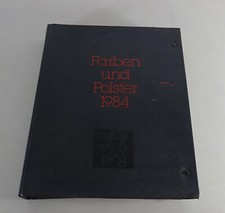 Farben
und
Polster
1984